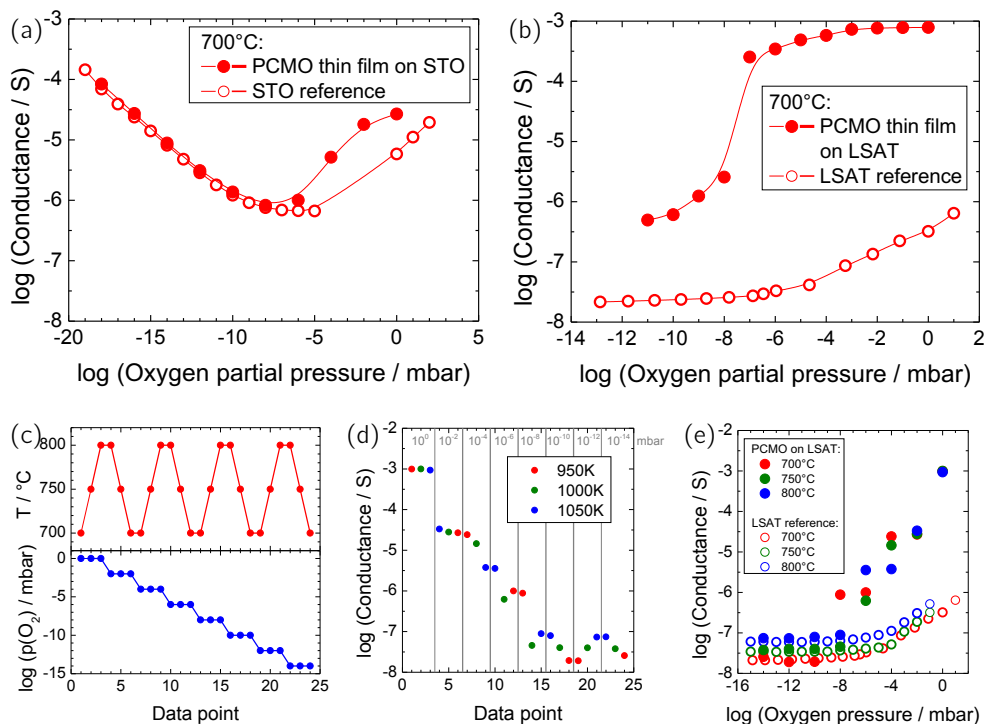 (a)
-3
-4
-5
-6
-7
-8
log (Conductance / S)
700°C:
PCMO thin film on STO
STO reference
-20 -15 -10 -5 0 5
log (Oxygen partial pressure / mbar)
(b)
-3
-4
-5
-6
-7
-8
log (Conductance / S)
700°C:
PCMO thin film
on LSAT
LSAT reference
-12 -10 -8 -6 -4 -2 0 2
log (Oxygen partial pressure / mbar)
(c)
800
700
T / °C
0
-5
-10
-15
log (p(O2) / mbar)
0 5 10 15 20 25
Data point
(d)
10^0 10^-2 10^-4 10^-6 10^-8 10^-10 10^-12 10^-14 mbar
-3
-4
-5
-6
-7
-8
log (Conductance / S)
950K
1000K
1050K
0 5 10 15 20 25
Data point
(e)
-1
-2
-3
-4
-5
-6
-7
-8
log (Conductance / S)
PCMO on LSAT:
700°C
750°C
800°C
LSAT reference:
700°C
750°C
800°C
-16 -12 -8 -4 0
log (Oxygen pressure / mbar)